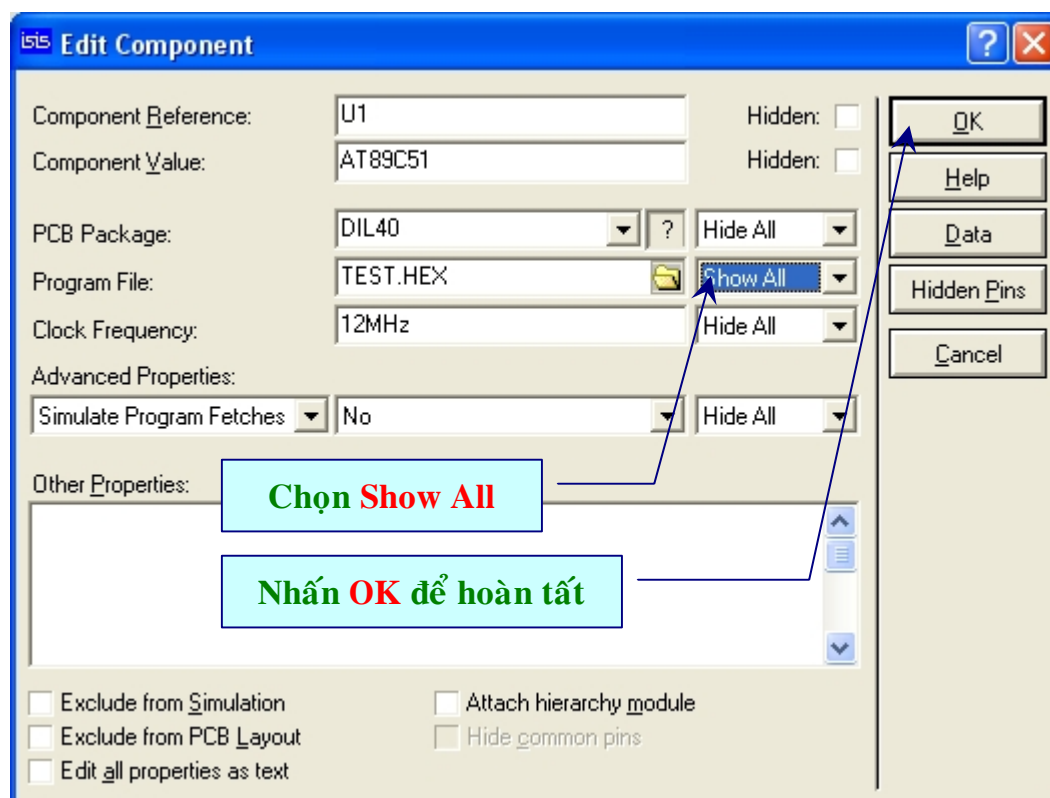 isis Edit Component
Component Reference: U1 Hidden:
Component Value: AT89C51 Hidden:
PCB Package: DIL40 ? Hide All
Program File: TEST.HEX Show All
Clock Frequency: 12MHz Hide All
Advanced Properties:
Simulate Program Fetches No Hide All
Other Properties:
Chọn Show All
Nhấn OK để hoàn tất
Exclude from Simulation Attach hierarchy module
Exclude from PCB Layout Hide common pins
Edit all properties as text
?
OK
Help
Data
Hidden Pins
Cancel